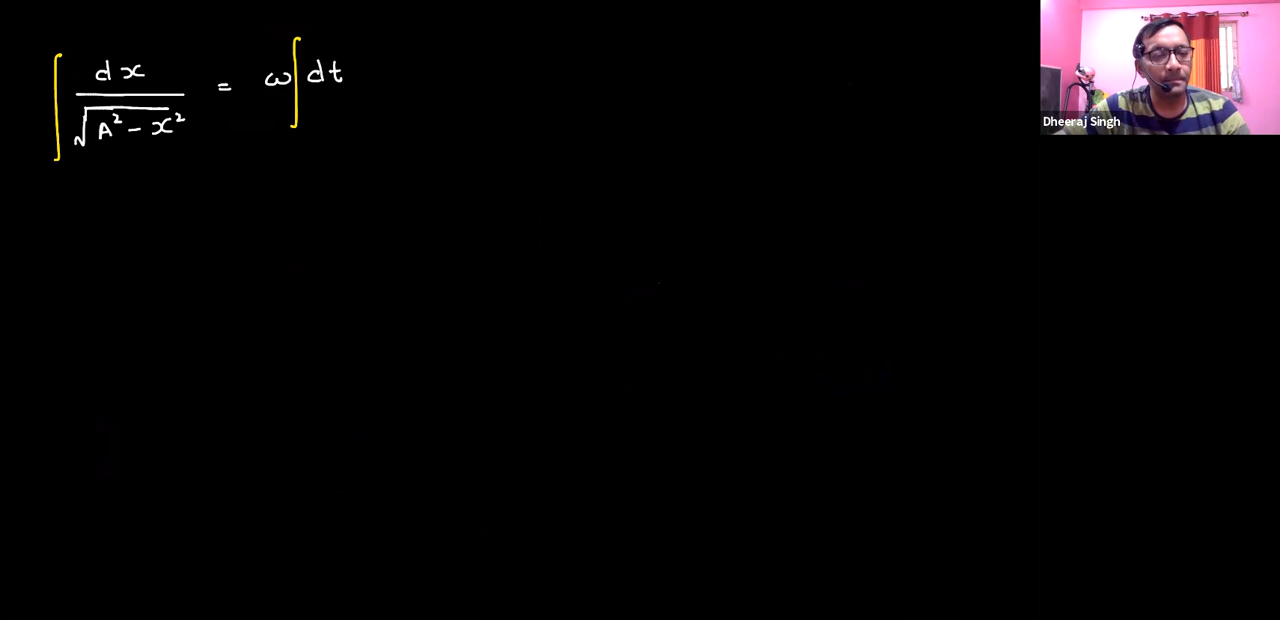 ∫ dx / √(A² – x²) = ω ∫ dt
Dheeraj Singh